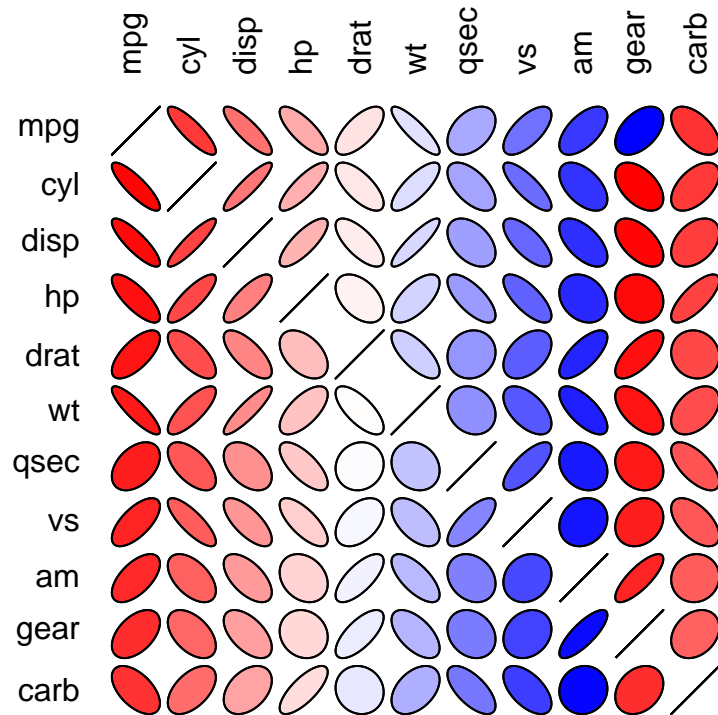 mpg cyl disp hp drat wt qsec vs am gear carb
mpg
cyl
disp
hp
drat
wt
qsec
vs
am
gear
carb